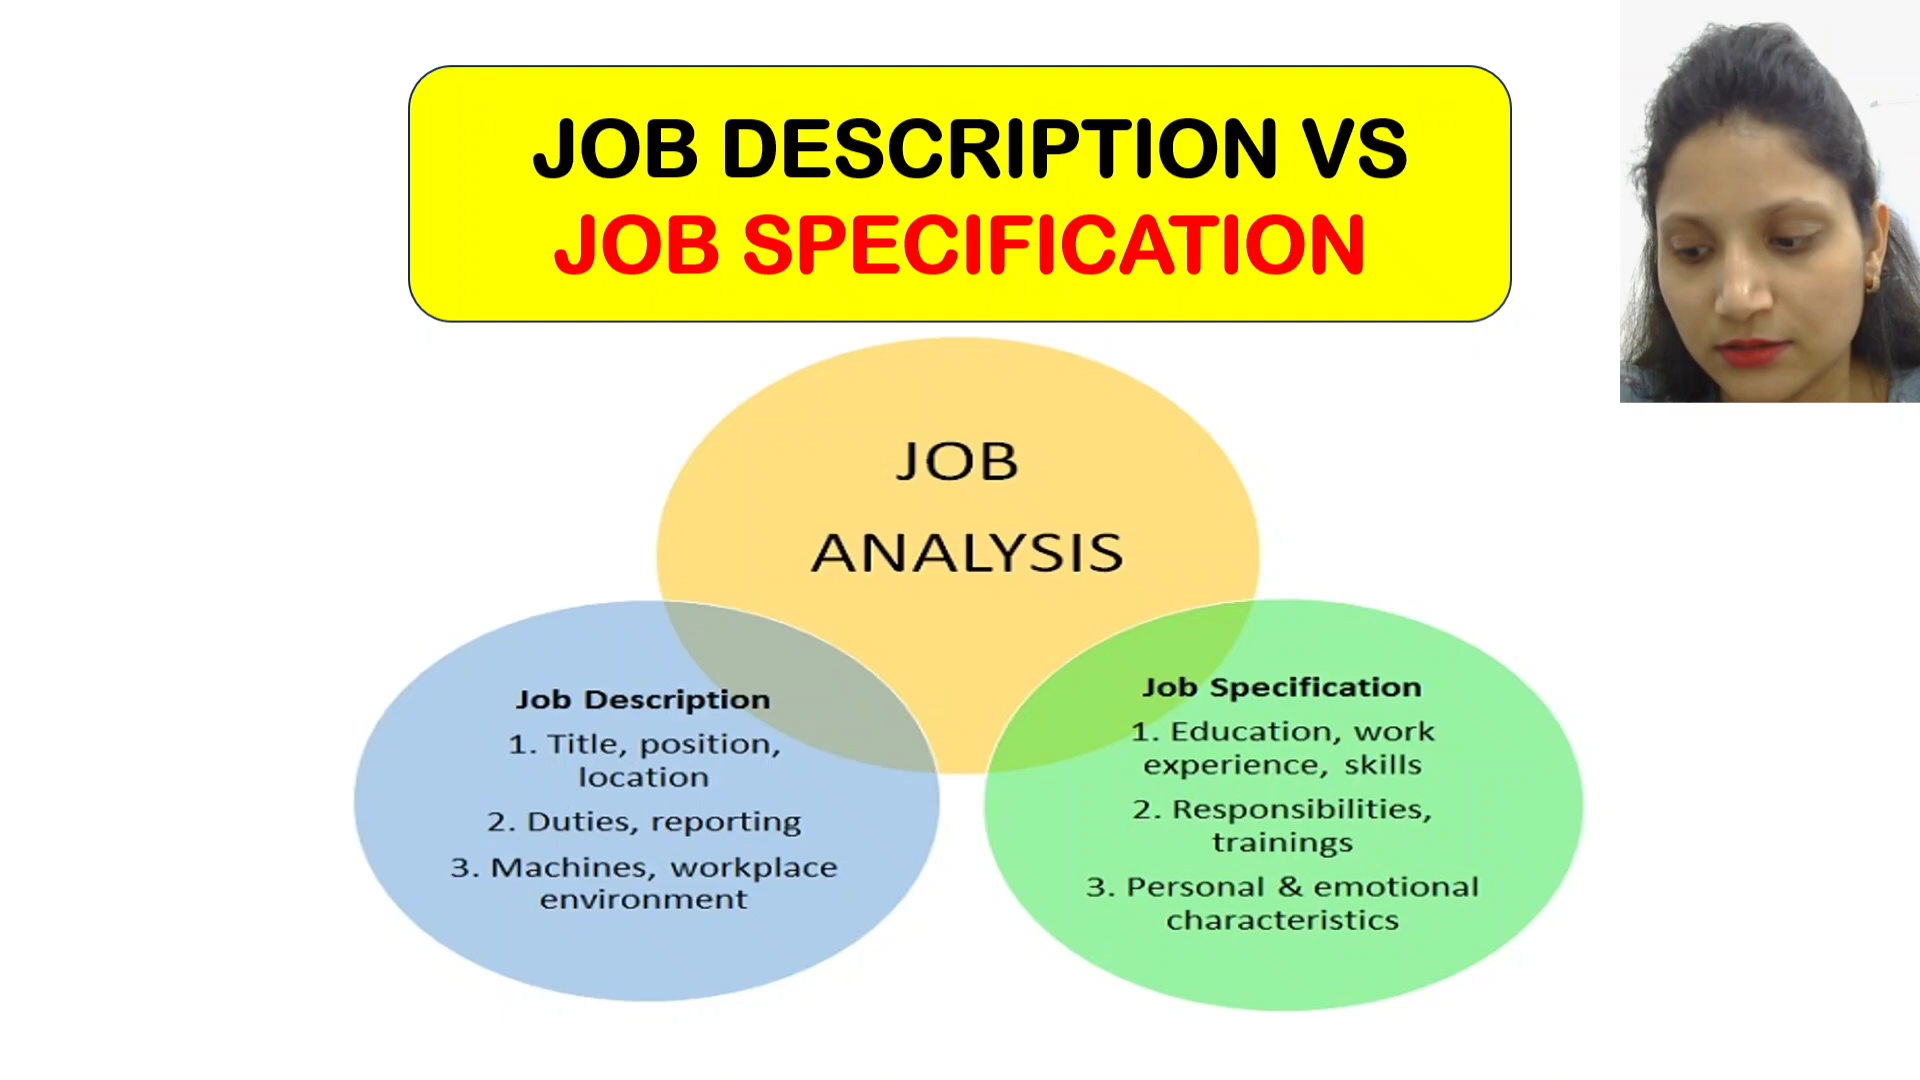 JOB DESCRIPTION VS
JOB SPECIFICATION
JOB
ANALYSIS
Job Description
1. Title, position,
location
2. Duties, reporting
3. Machines, workplace
environment
Job Specification
1. Education, work
experience, skills
2. Responsibilities,
trainings
3. Personal & emotional
characteristics